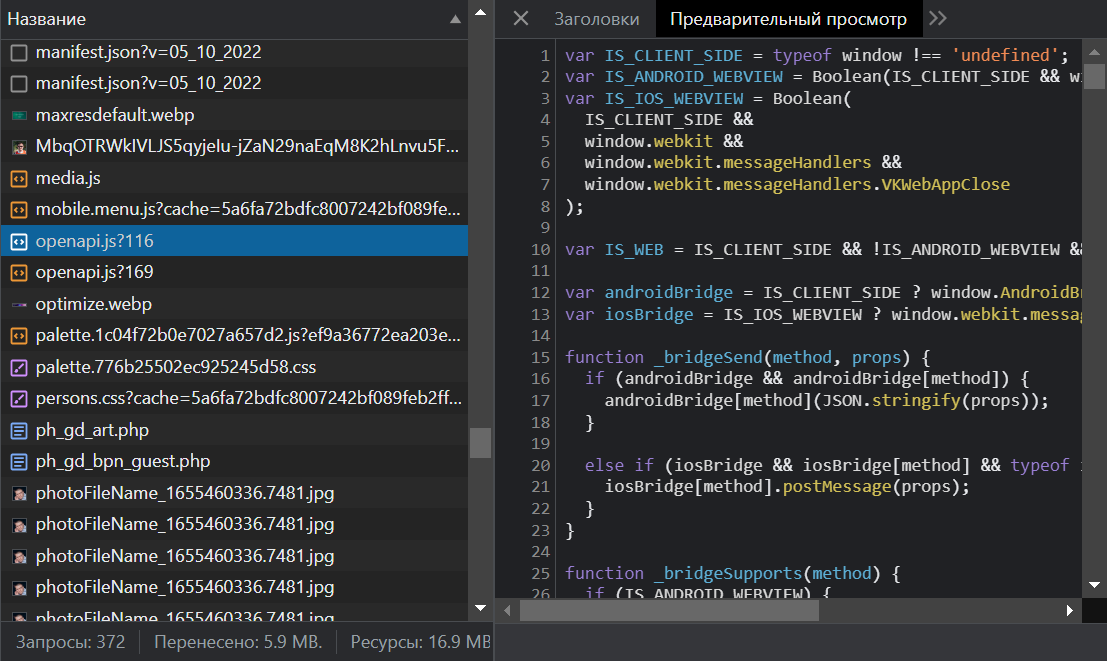 Название
manifest.json?v=05_10_2022
manifest.json?v=05_10_2022
maxresdefault.webp
MbqOTRWkIVLJS5qyjeIu-jZaN29naEqM8K2hLnvu5F...
media.js
mobile.menu.js?cache=5a6fa72bdfc8007242bf089fe...
openapi.js?116
openapi.js?169
optimize.webp
palette.1c04f72b0e7027a657d2.js?ef9a36772ea203e...
palette.776b25502ec925245d58.css
persons.css?cache=5a6fa72bdfc8007242bf089feb2ff...
ph_gd_art.php
ph_gd_bpn_guest.php
photoFileName_1655460336.7481.jpg
photoFileName_1655460336.7481.jpg
photoFileName_1655460336.7481.jpg
photoFileName_1655460336.7481.jpg
photoFileName_1655460336.7481.jpg
Запросы: 372 Перенесено: 5.9 MB. Ресурсы: 16.9 MB
Заголовки Предварительный просмотр
1 var IS_CLIENT_SIDE = typeof window !== 'undefined';
2 var IS_ANDROID_WEBVIEW = Boolean(IS_CLIENT_SIDE && wi
3 var IS_IOS_WEBVIEW = Boolean(
4 IS_CLIENT_SIDE &&
5 window.webkit &&
6 window.webkit.messageHandlers &&
7 window.webkit.messageHandlers.VKWebAppClose
8 );
9
10 var IS_WEB = IS_CLIENT_SIDE && !IS_ANDROID_WEBVIEW &&
11
12 var androidBridge = IS_CLIENT_SIDE ? window.AndroidBr
13 var iosBridge = IS_IOS_WEBVIEW ? window.webkit.messag
14
15 function _bridgeSend(method, props) {
16 if (androidBridge && androidBridge[method]) {
17 androidBridge[method](JSON.stringify(props));
18 }
19
20 else if (iosBridge && iosBridge[method] && typeof i
21 iosBridge[method].postMessage(props);
22 }
23 }
24
25 function _bridgeSupports(method) {
26 if (IS_ANDROID_WEBVIEW) {